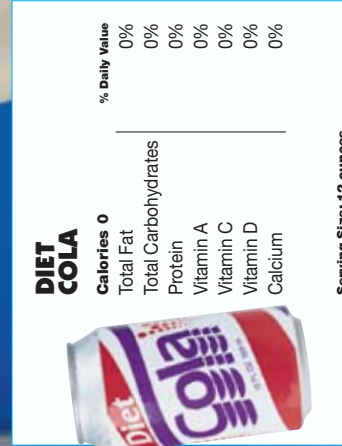 DIET
COLA
Calories 0
% Daily Value
Total Fat 0%
Total Carbohydrates 0%
Protein 0%
Vitamin A 0%
Vitamin C 0%
Vitamin D 0%
Calcium 0%
Serving Size: 12 ounces
Diet
Cola